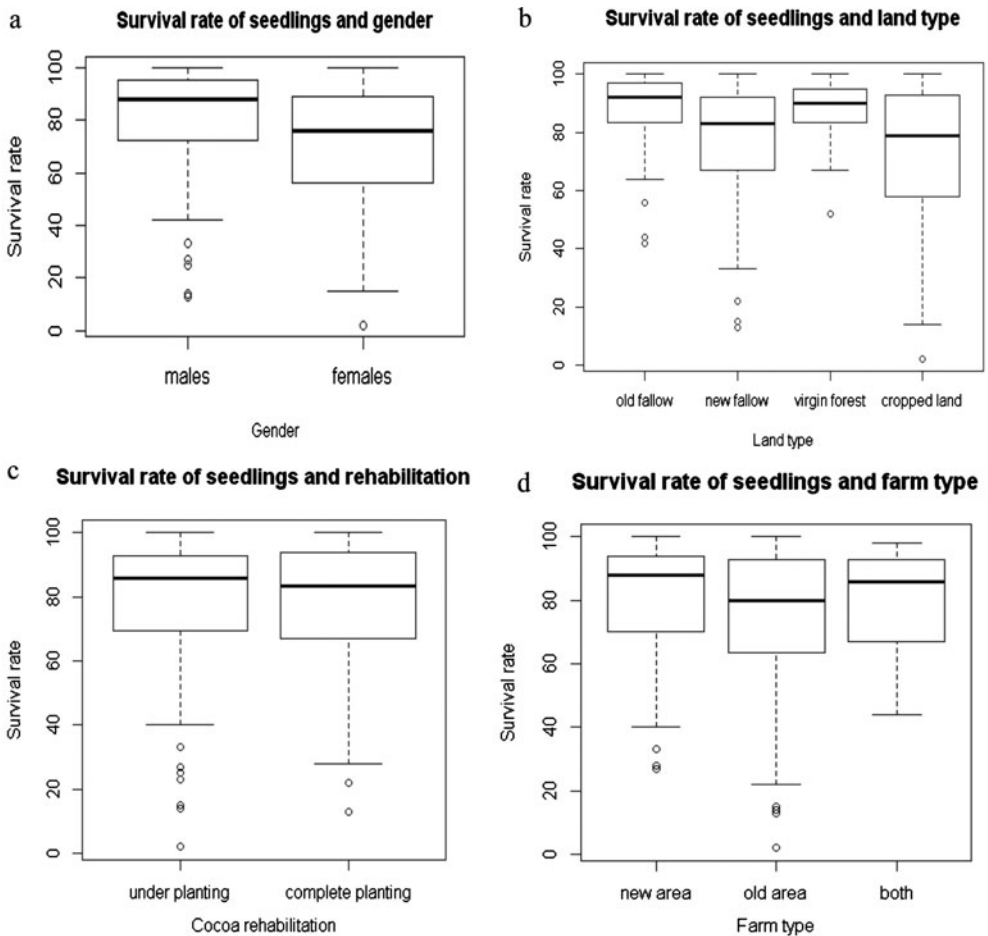 a
Survival rate of seedlings and gender
Survival rate
0 20 40 60 80 100
males females
Gender
b
Survival rate of seedlings and land type
Survival rate
0 20 40 60 80 100
old fallow new fallow virgin forest cropped land
Land type
c
Survival rate of seedlings and rehabilitation
Survival rate
0 20 40 60 80 100
under planting complete planting
Cocoa rehabilitation
d
Survival rate of seedlings and farm type
Survival rate
0 20 40 60 80 100
new area old area both
Farm type